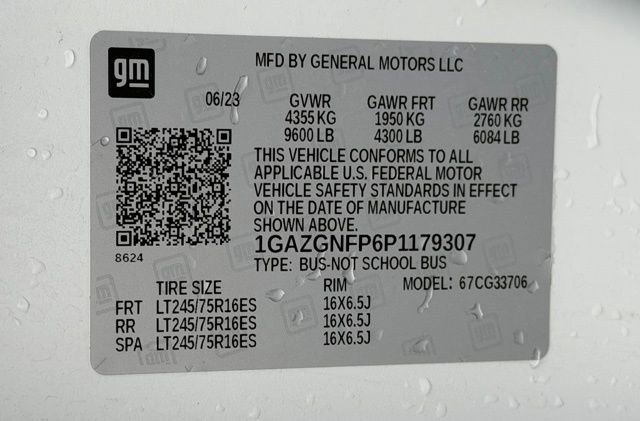 gm
MFD BY GENERAL MOTORS LLC
06/23 GVWR GAWR FRT GAWR RR
4355 KG 1950 KG 2760 KG
9600 LB 4300 LB 6084 LB
THIS VEHICLE CONFORMS TO ALL
APPLICABLE U.S. FEDERAL MOTOR
VEHICLE SAFETY STANDARDS IN EFFECT
ON THE DATE OF MANUFACTURE
SHOWN ABOVE.
1GAZGNFP6P1179307
8624
TYPE: BUS-NOT SCHOOL BUS
TIRE SIZE RIM MODEL: 67CG33706
FRT LT245/75R16ES 16X6.5J
RR LT245/75R16ES 16X6.5J
SPA LT245/75R16ES 16X6.5J